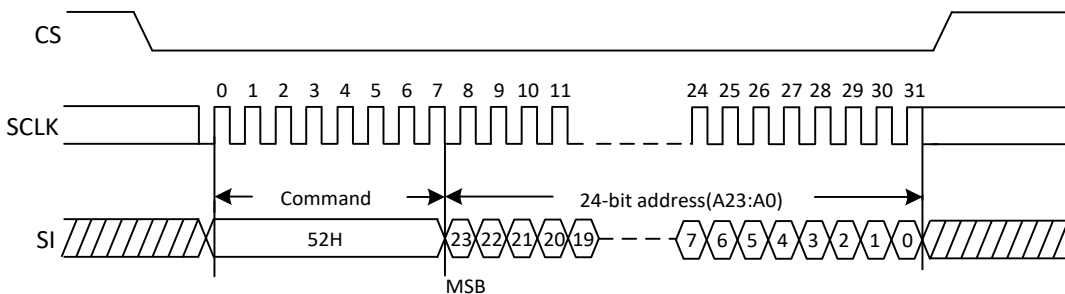 CS
0 1 2 3 4 5 6 7 8 9 10 11 24 25 26 27 28 29 30 31
SCLK
Command 24-bit address(A23:A0)
SI 52H 23 22 21 20 19 7 6 5 4 3 2 1 0
MSB